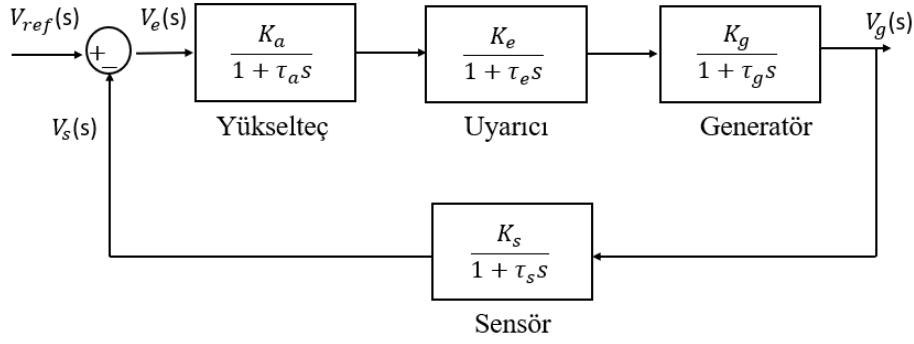 V_ref(s)
V_e(s)
V_g(s)
+
−
K_a
1 + τ_a s
K_e
1 + τ_e s
K_g
1 + τ_g s
Yükselteç
Uyarıcı
Generatör
V_s(s)
K_s
1 + τ_s s
Sensör